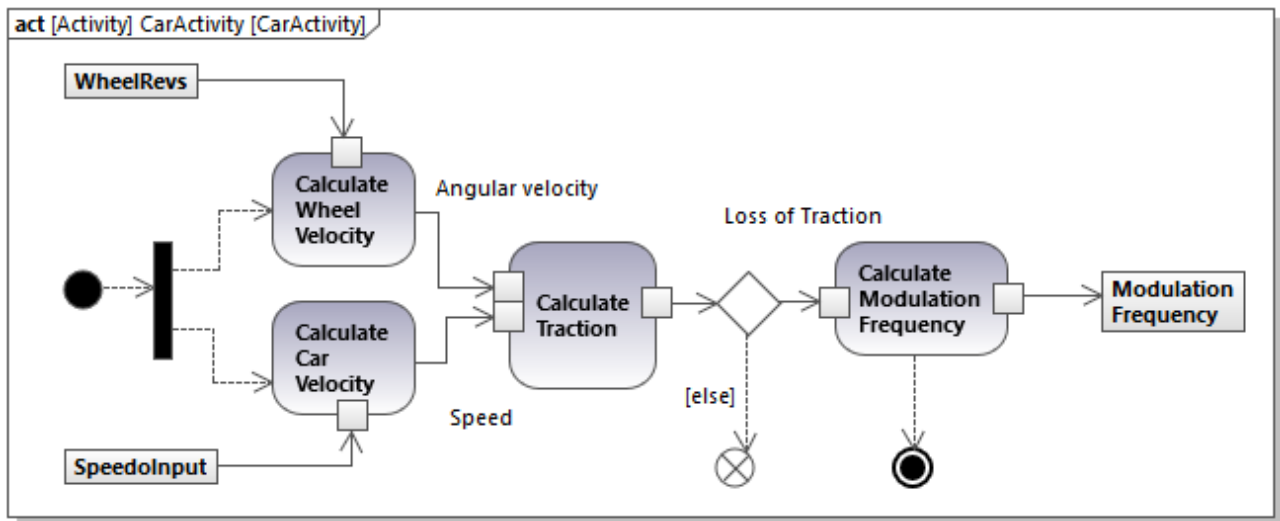 act [Activity] CarActivity [CarActivity]
WheelRevs
Calculate
Wheel
Velocity
Angular velocity
Loss of Traction
Calculate
Traction
Calculate
Modulation
Frequency
Modulation
Frequency
Calculate
Car
Velocity
[else]
Speed
SpeedoInput